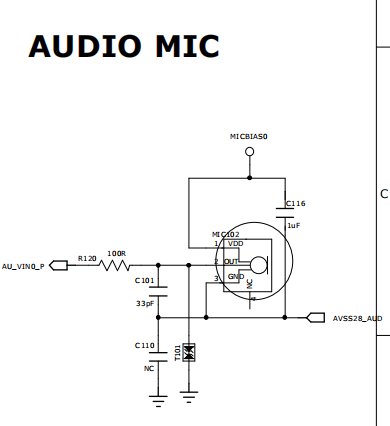 AUDIO MIC
MICBIAS0
C116
1uF
C
MIC102
1 VDD
R120 100R
2 OUT
AU_VIN0_P
3 GND
C101
NC
4
33pF
AVSS28_AUD
C110
T101
NC